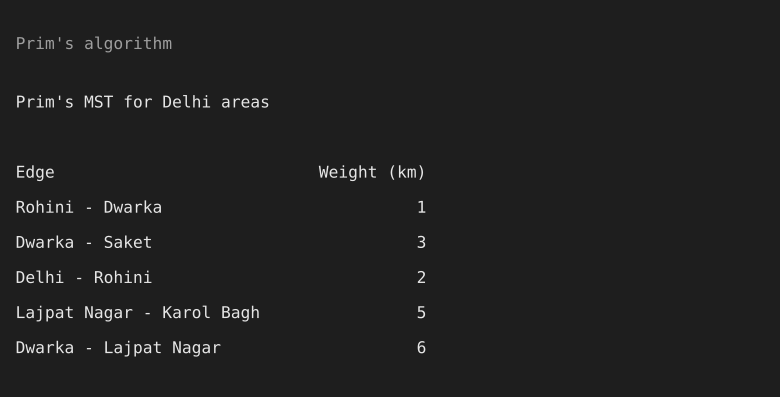 Prim's algorithm
Prim's MST for Delhi areas
Edge Weight (km)
Rohini - Dwarka 1
Dwarka - Saket 3
Delhi - Rohini 2
Lajpat Nagar - Karol Bagh 5
Dwarka - Lajpat Nagar 6